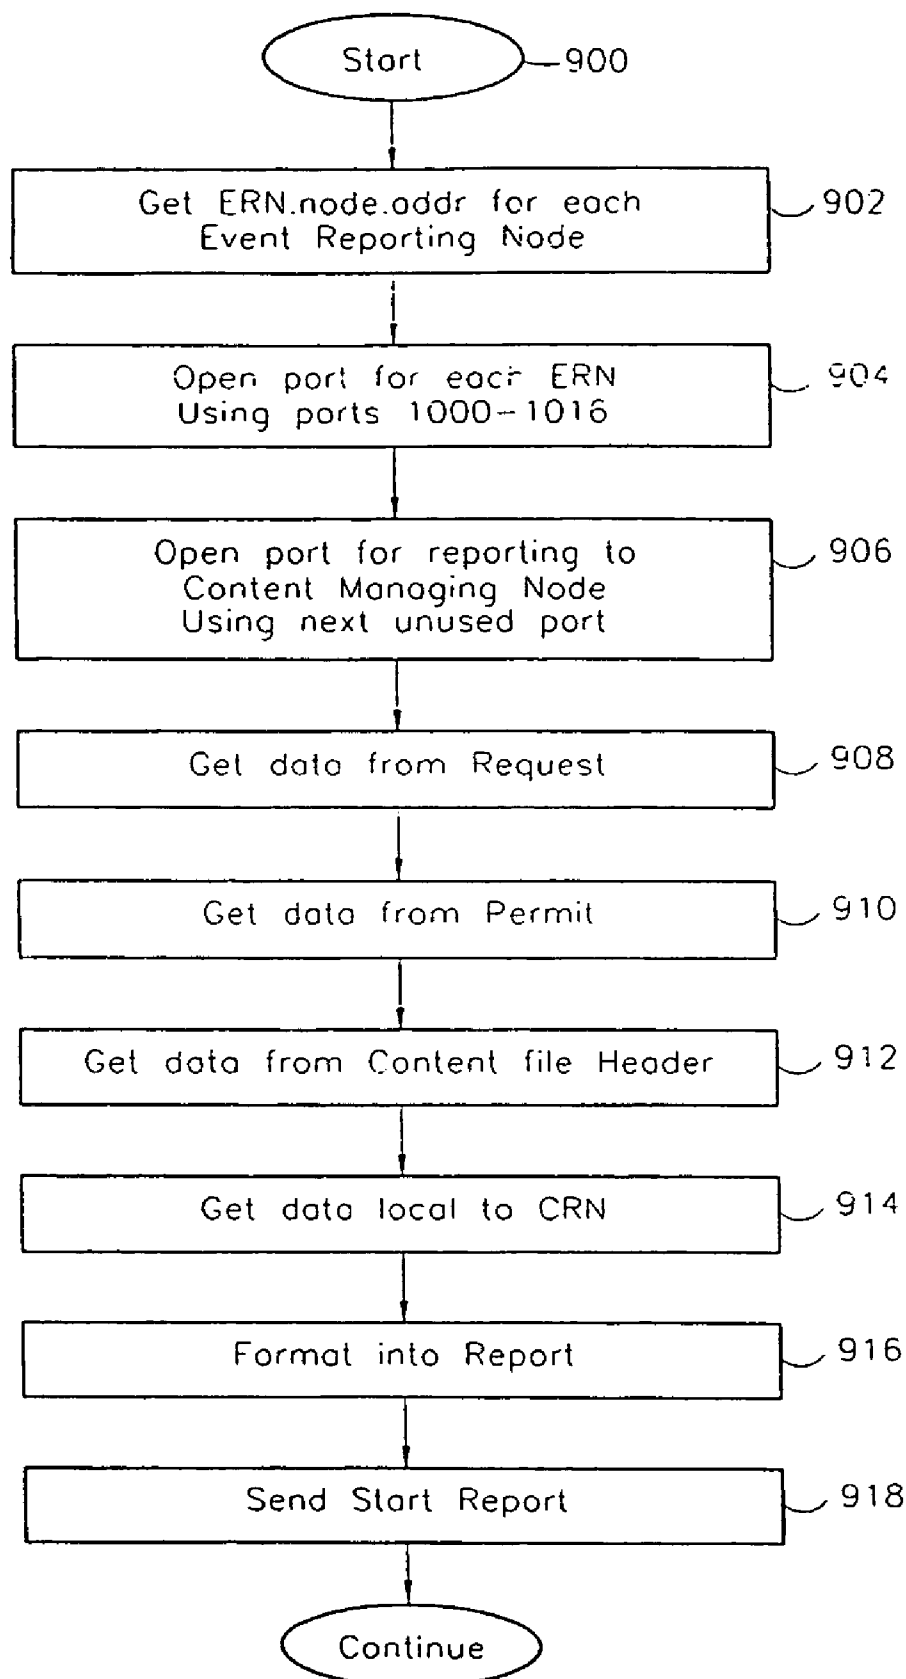 Start
900
Get ERN.node.addr for each
Event Reporting Node
902
Open port for each ERN
Using ports 1000-1016
904
Open port for reporting to
Content Managing Node
Using next unused port
906
Get data from Request
908
Get data from Permit
910
Get data from Content file Header
912
Get data local to CRN
914
Format into Report
916
Send Start Report
918
Continue